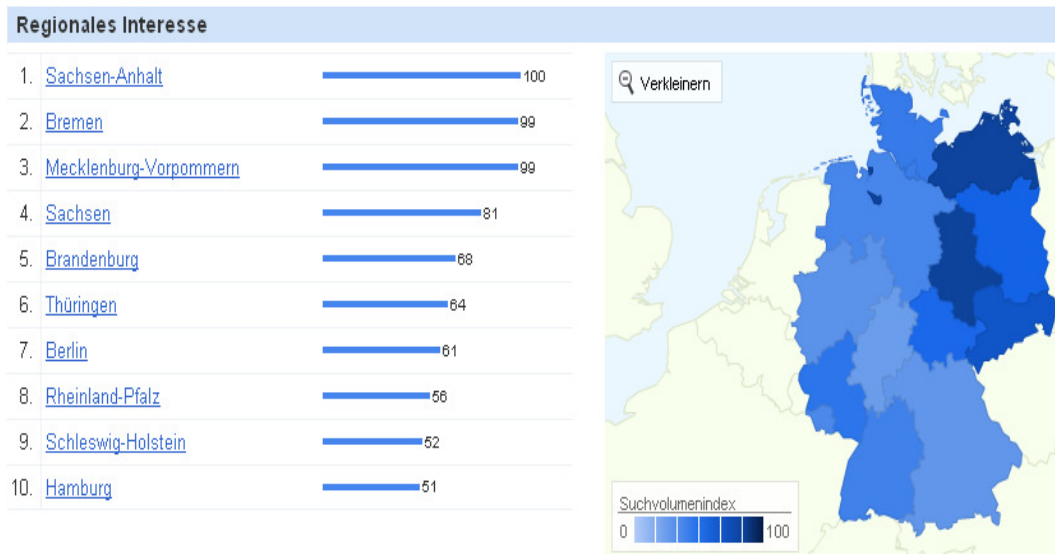 Regionales Interesse
1. Sachsen-Anhalt 100
2. Bremen 99
3. Mecklenburg-Vorpommern 99
4. Sachsen 81
5. Brandenburg 68
6. Thüringen 64
7. Berlin 61
8. Rheinland-Pfalz 56
9. Schleswig-Holstein 52
10. Hamburg 51
Verkleinern
Suchvolumenindex
0 100